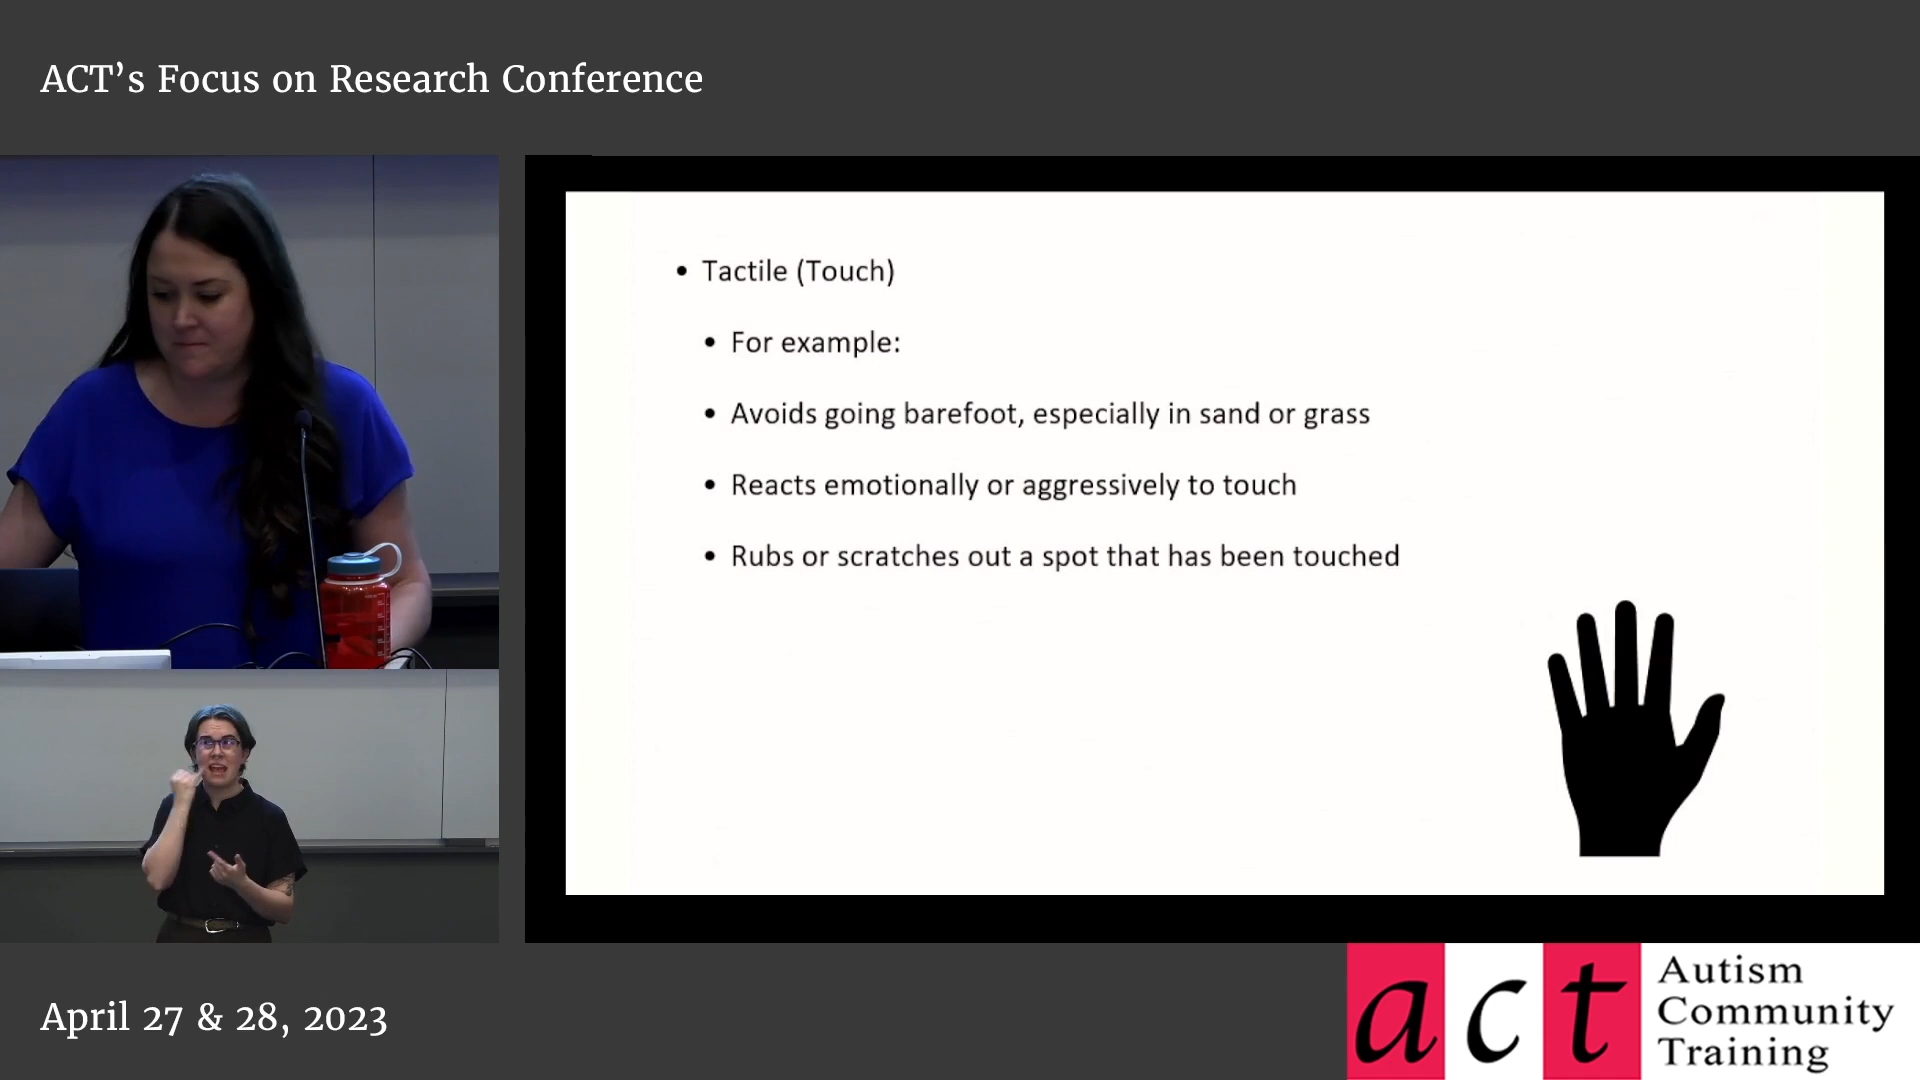 ACT’s Focus on Research Conference
• Tactile (Touch)
• For example:
• Avoids going barefoot, especially in sand or grass
• Reacts emotionally or aggressively to touch
• Rubs or scratches out a spot that has been touched
April 27 & 28, 2023
act
Autism
Community
Training